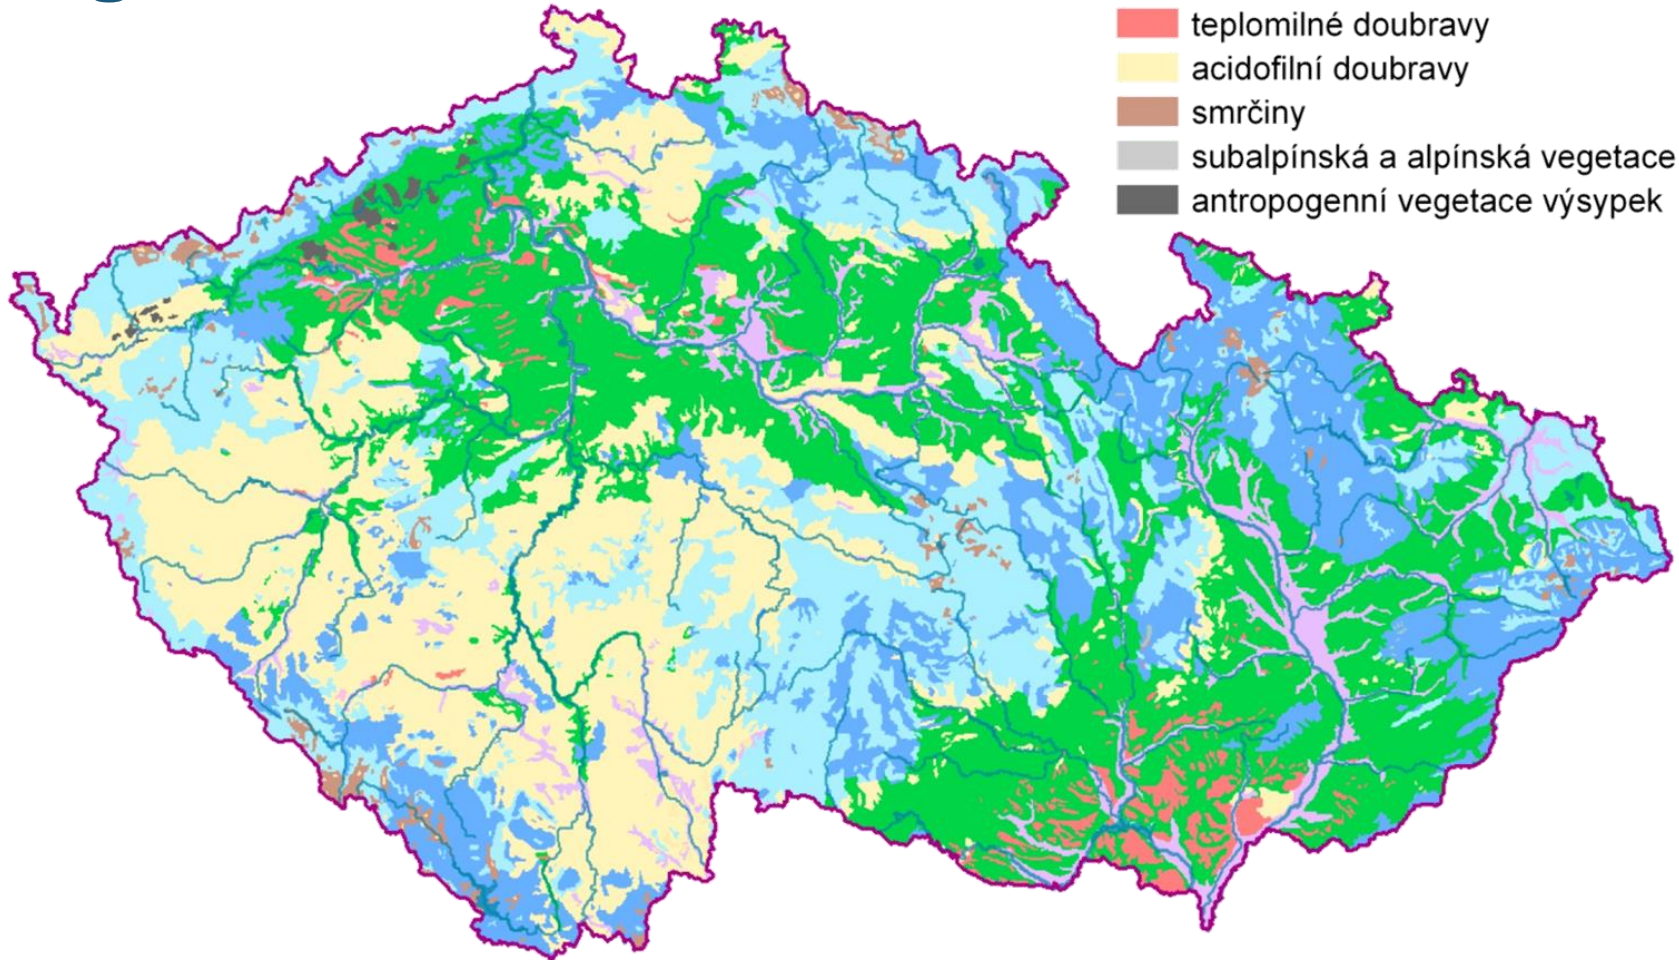 teplomilné doubravy
acidofilní doubravy
smrčiny
subalpínská a alpínská vegetace
antropogenní vegetace výsypek